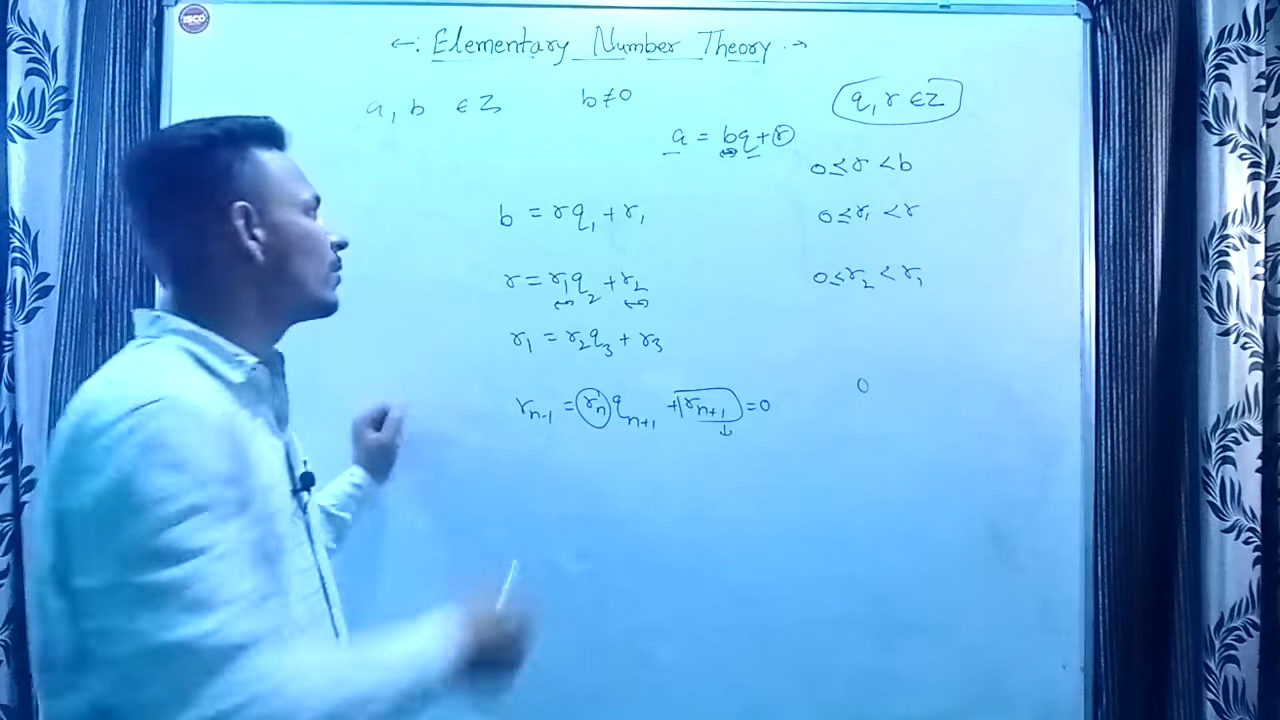 ISCO
←: Elementary Number Theory :→
a, b ∈ Z b≠0 q, r ∈ Z
a = bq + r
0 ≤ r < b
b = rq₁ + r₁ 0 ≤ r₁ < r
r = r₁q₂ + r₂ 0 ≤ r₂ < r₁
r₁ = r₂q₃ + r₃
rₙ₋₁ = rₙqₙ₊₁ + rₙ₊₁ = 0 0